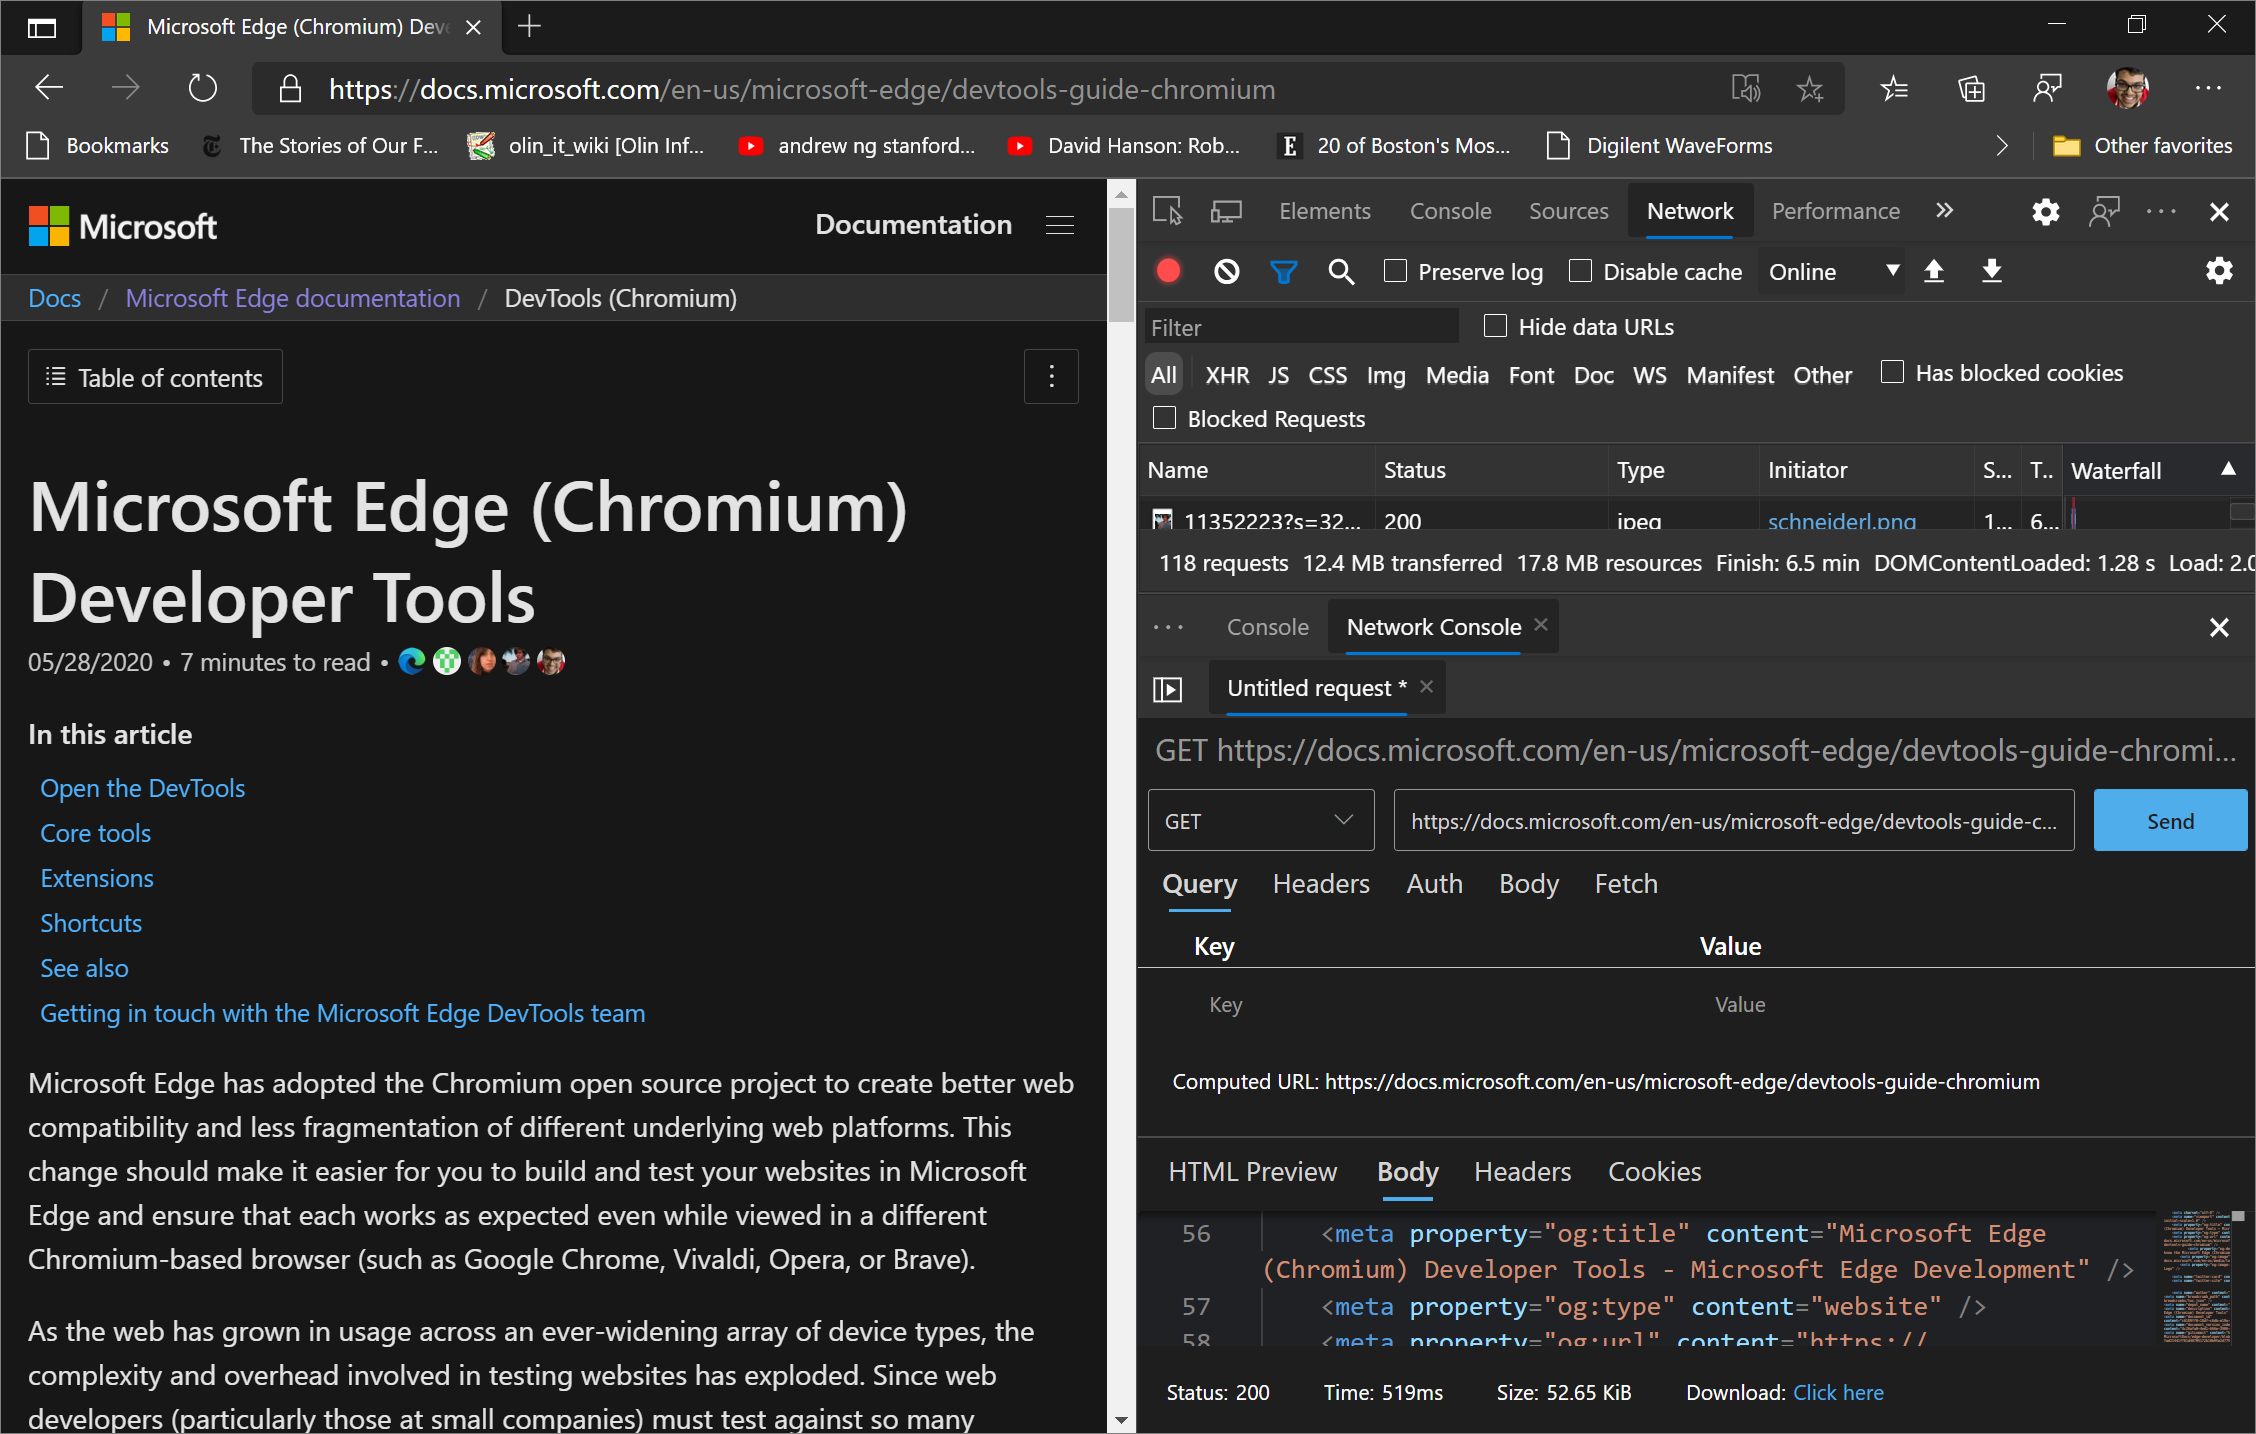 Microsoft Edge (Chromium) Dev
https://docs.microsoft.com/en-us/microsoft-edge/devtools-guide-chromium
Bookmarks The Stories of Our F... olin_it_wiki [Olin Inf... andrew ng stanford... David Hanson: Rob... E 20 of Boston's Mos... Digilent WaveForms Other favorites
Microsoft Documentation
Docs / Microsoft Edge documentation / DevTools (Chromium)
Table of contents
Microsoft Edge (Chromium)
Developer Tools
05/28/2020 • 7 minutes to read •
In this article
Open the DevTools
Core tools
Extensions
Shortcuts
See also
Getting in touch with the Microsoft Edge DevTools team
Microsoft Edge has adopted the Chromium open source project to create better web
compatibility and less fragmentation of different underlying web platforms. This
change should make it easier for you to build and test your websites in Microsoft
Edge and ensure that each works as expected even while viewed in a different
Chromium-based browser (such as Google Chrome, Vivaldi, Opera, or Brave).
As the web has grown in usage across an ever-widening array of device types, the
complexity and overhead involved in testing websites has exploded. Since web
developers (particularly those at small companies) must test against so many
Elements Console Sources Network Performance
Preserve log Disable cache Online
Filter Hide data URLs
All XHR JS CSS Img Media Font Doc WS Manifest Other Has blocked cookies
Blocked Requests
Name Status Type Initiator S... T.. Waterfall
11352223?s=32... 200 jpeg schneiderl.png 1... 6...
118 requests 12.4 MB transferred 17.8 MB resources Finish: 6.5 min DOMContentLoaded: 1.28 s Load: 2.0
Console Network Console
Untitled request *
GET https://docs.microsoft.com/en-us/microsoft-edge/devtools-guide-chromi...
GET https://docs.microsoft.com/en-us/microsoft-edge/devtools-guide-c... Send
Query Headers Auth Body Fetch
Key Value
Key Value
Computed URL: https://docs.microsoft.com/en-us/microsoft-edge/devtools-guide-chromium
HTML Preview Body Headers Cookies
56 <meta property="og:title" content="Microsoft Edge
(Chromium) Developer Tools - Microsoft Edge Development" />
57 <meta property="og:type" content="website" />
58 <meta property="og:url" content="https://
Status: 200 Time: 519ms Size: 52.65 KiB Download: Click here